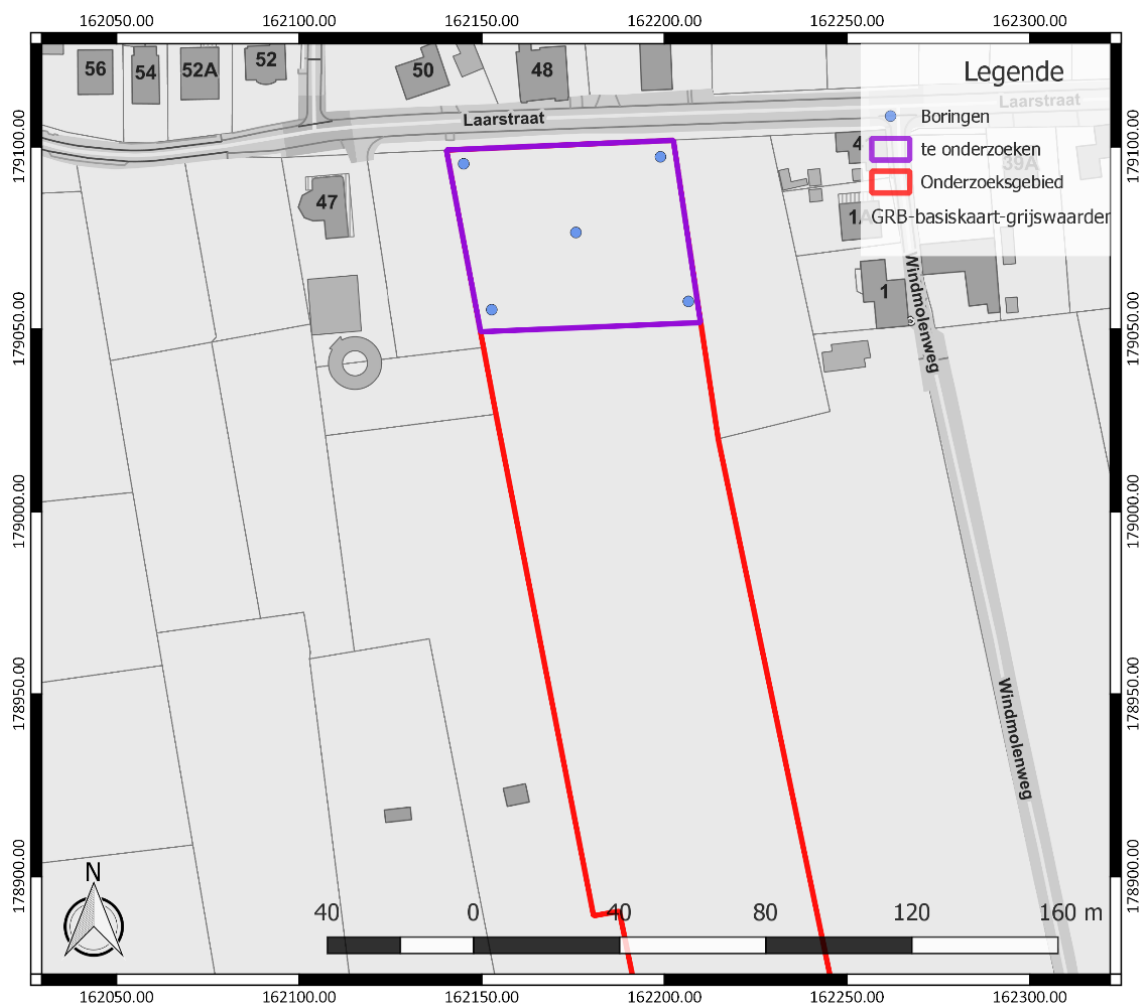 162050.00 162100.00 162150.00 162200.00 162250.00 162300.00
56 54 52A 52 50 48
Legende
Boringen
te onderzoeken
Onderzoeksgebied
GRB-basiskaart-grijswaarder
Laarstraat
Laarstraat
39A
4
47
1A
1
Windmolenweg
Windmolenweg
179100.00
179050.00
179000.00
178950.00
178900.00
179100.00
179050.00
179000.00
178950.00
178900.00
N
40 0 40 80 120 160 m
162050.00 162100.00 162150.00 162200.00 162250.00 162300.00